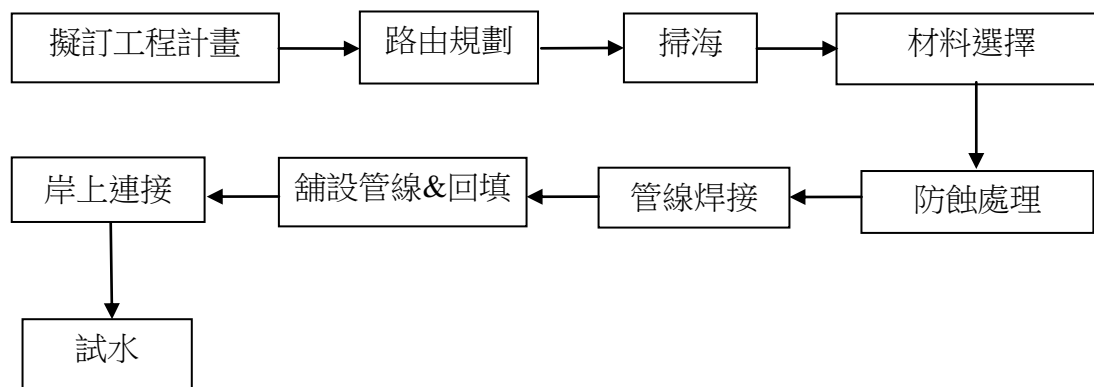 擬訂工程計畫
路由規劃
掃海
材料選擇
防蝕處理
管線焊接
舖設管線&回填
岸上連接
試水